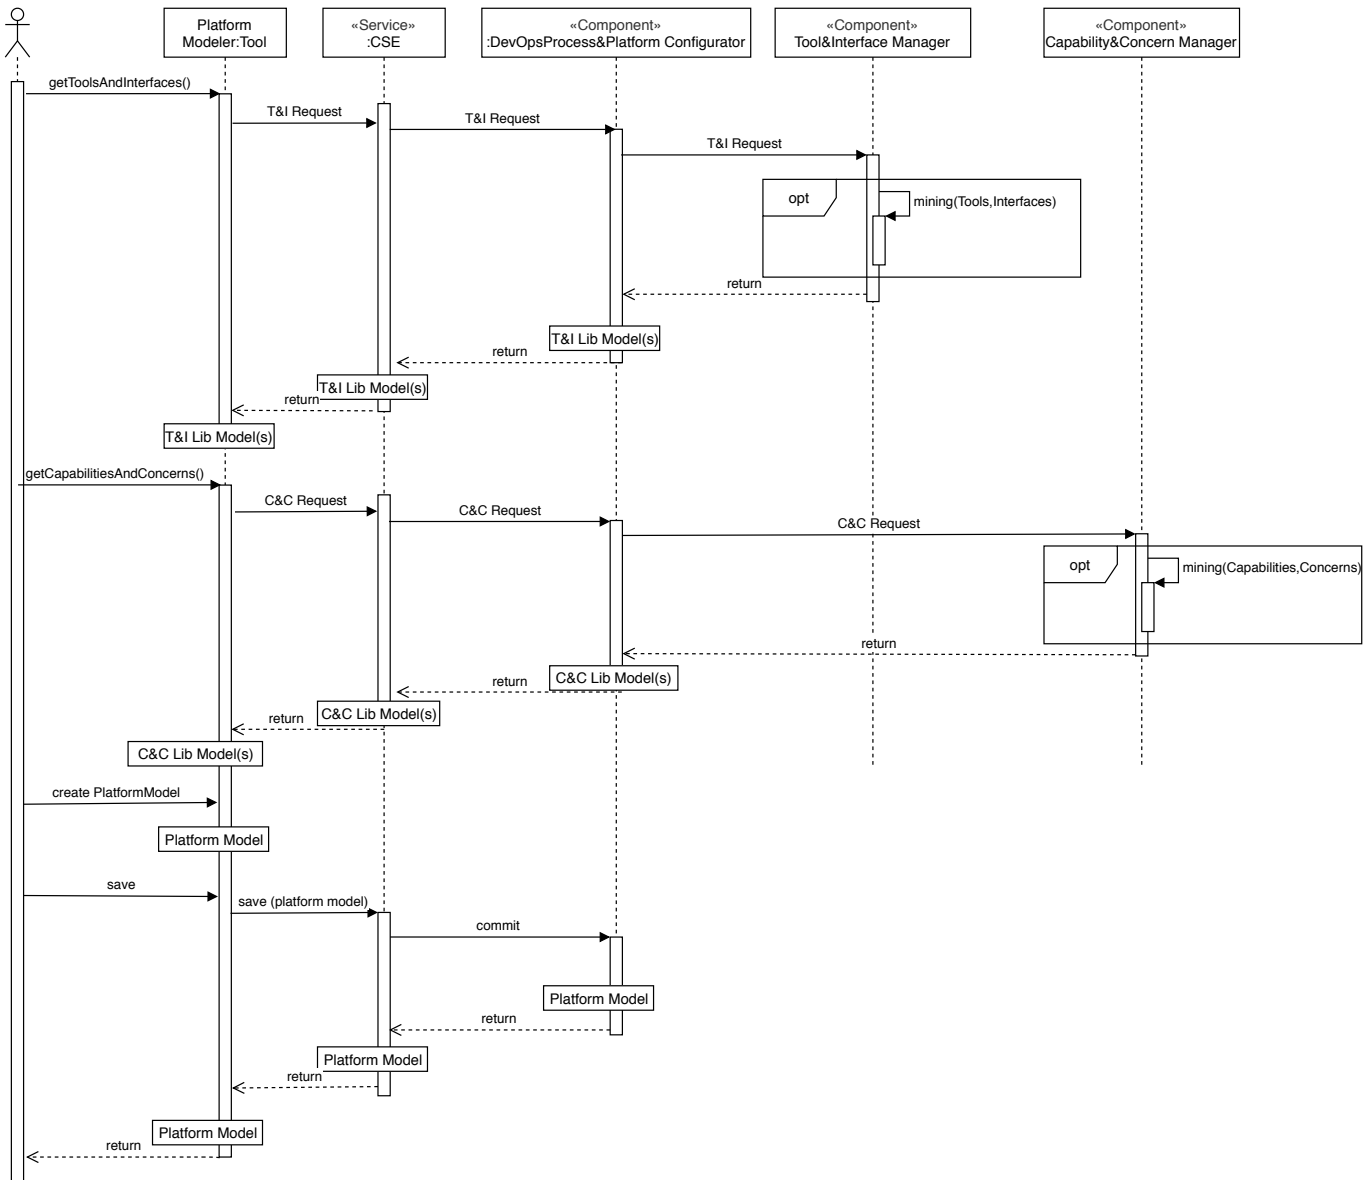 Platform
Modeler:Tool
«Service»
:CSE
«Component»
:DevOpsProcess&Platform Configurator
«Component»
Tool&Interface Manager
«Component»
Capability&Concern Manager
getToolsAndInterfaces()
T&I Request
T&I Request
T&I Request
opt
mining(Tools,Interfaces)
return
T&I Lib Model(s)
return
T&I Lib Model(s)
return
T&I Lib Model(s)
getCapabilitiesAndConcerns()
C&C Request
C&C Request
C&C Request
opt
mining(Capabilities,Concerns)
return
C&C Lib Model(s)
return
C&C Lib Model(s)
return
C&C Lib Model(s)
create PlatformModel
Platform Model
save
save (platform model)
commit
Platform Model
return
Platform Model
return
Platform Model
return